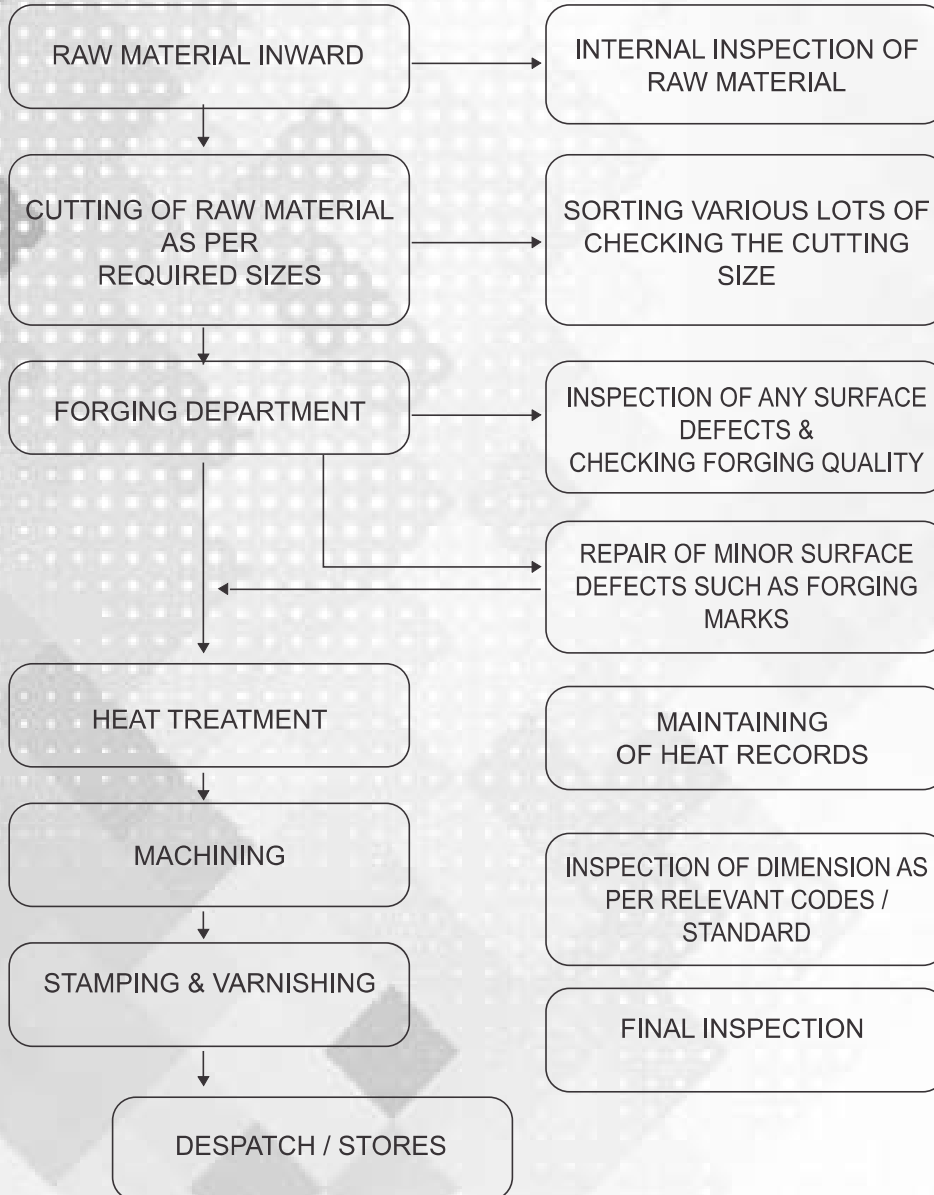 RAW MATERIAL INWARD
INTERNAL INSPECTION OF
RAW MATERIAL
CUTTING OF RAW MATERIAL
AS PER
REQUIRED SIZES
SORTING VARIOUS LOTS OF
CHECKING THE CUTTING
SIZE
FORGING DEPARTMENT
INSPECTION OF ANY SURFACE
DEFECTS &
CHECKING FORGING QUALITY
REPAIR OF MINOR SURFACE
DEFECTS SUCH AS FORGING
MARKS
HEAT TREATMENT
MAINTAINING
OF HEAT RECORDS
MACHINING
INSPECTION OF DIMENSION AS
PER RELEVANT CODES /
STANDARD
STAMPING & VARNISHING
FINAL INSPECTION
DESPATCH / STORES